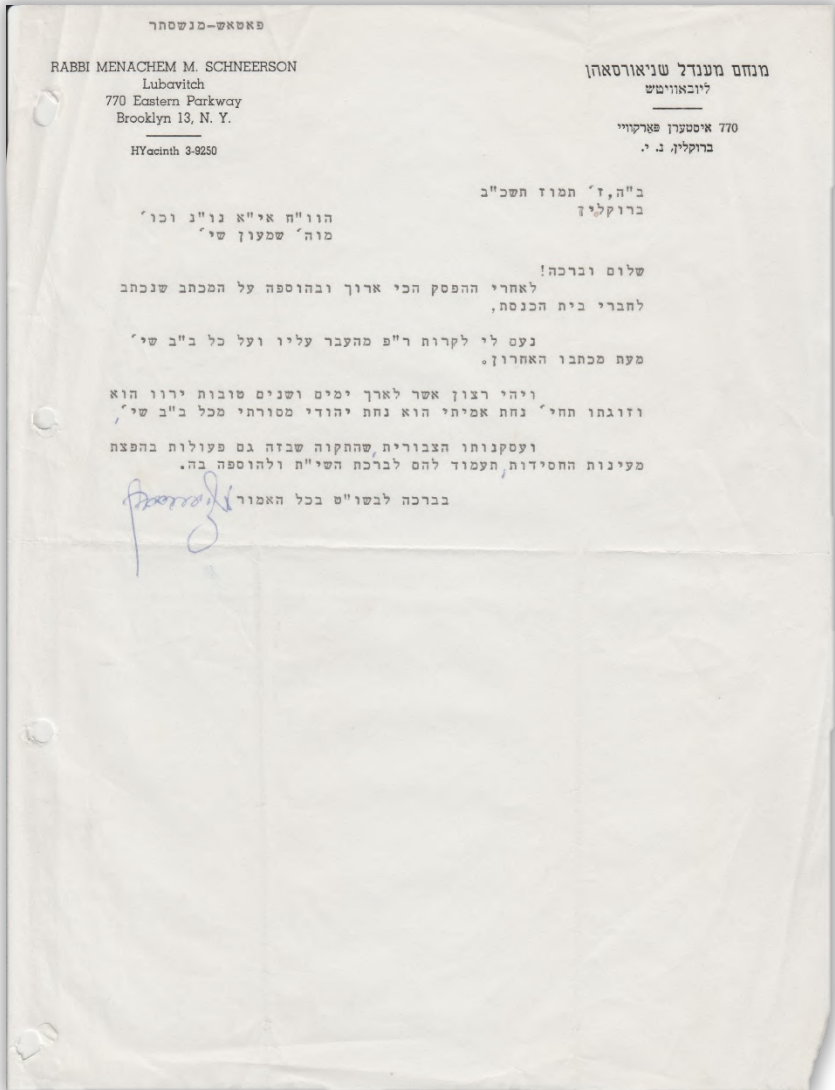 פאטאש-מנשסתר
RABBI MENACHEM M. SCHNEERSON
Lubavitch
770 Eastern Parkway
Brooklyn 13, N. Y.
HYacinth 3-9250
מנחם מענדל שניאורסאהן
ליובאוויטש
770 איסטערן פארקוויי
ברוקלין, נ. י.
ב"ה, ז' תמוז תשכ"ב
ברוקלין
הוו"ח אי"א נו"נ וכו'
מוה' שמעון שי'
שלום וברכה!
לאחרי ההפסק הכי ארוך ובהוספה על המכתב שנכתב
לחברי בית הכנסת,
נעם לי לקרות ר"פ מהעבר עליו ועל כל ב"ב שי'
מעת מכתבו האחרון.
ויהי רצון אשר לארך ימים ושנים טובות ירוו הוא
וזוגתו תחי' נחת אמיתי הוא נחת יהודי מסורתי מכל ב"ב שי',
ועסקנותו הצבורית, שהתקוה שבזה גם פעולות בהפצת
מעינות החסידות, תעמוד להם לברכת השי"ת ולהוספה בה.
בברכה לבשו"ט בכל האמור